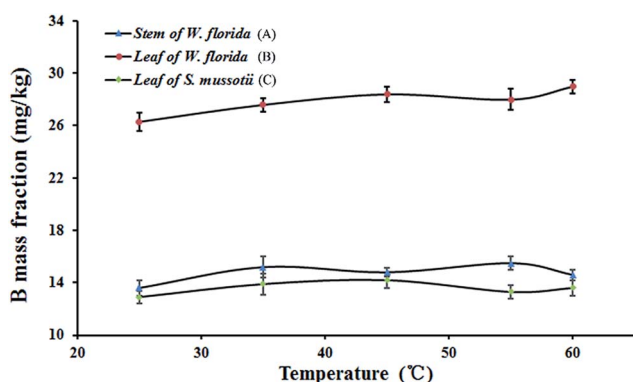 34
30
26
22
18
14
10
B mass fraction (mg/kg)
Stem of W. florida (A)
Leaf of W. florida (B)
Leaf of S. mussotii (C)
20
30
40
50
60
Temperature (℃)